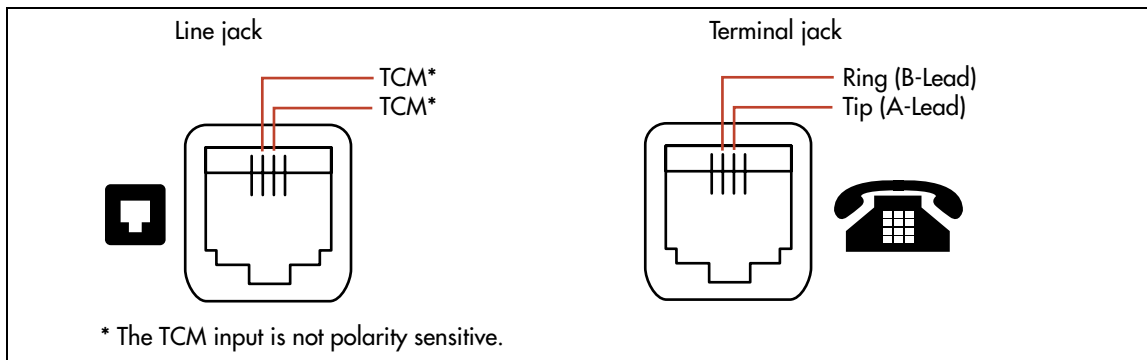 Line jack
TCM*
TCM*
Terminal jack
Ring (B-Lead)
Tip (A-Lead)
* The TCM input is not polarity sensitive.